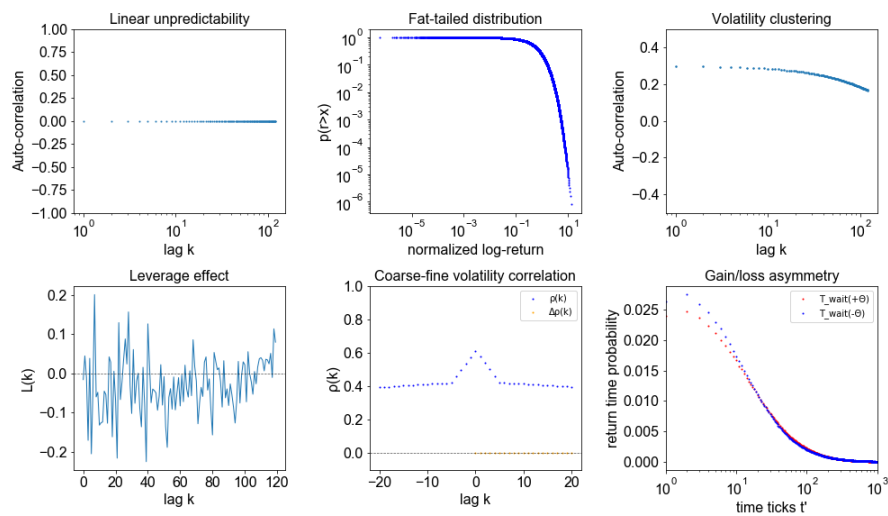 Linear unpredictability
1.00
0.75
0.50
0.25
0.00
−0.25
−0.50
−0.75
−1.00
Auto-correlation
10⁰
10¹
10²
lag k
Fat-tailed distribution
10⁰
10⁻¹
10⁻²
10⁻³
10⁻⁴
10⁻⁵
10⁻⁶
p(r>x)
10⁻⁵
10⁻³
10⁻¹
10¹
normalized log-return
Volatility clustering
0.4
0.2
0.0
−0.2
−0.4
Auto-correlation
10⁰
10¹
10²
lag k
Leverage effect
0.2
0.1
0.0
−0.1
−0.2
L(k)
0
20
40
60
80
100
120
lag k
Coarse-fine volatility correlation
1.0
0.8
0.6
0.4
0.2
0.0
ρ(k)
ρ(k)
Δρ(k)
−20
−10
0
10
20
lag k
Gain/loss asymmetry
0.025
0.020
0.015
0.010
0.005
0.000
return time probability
T_wait(+Θ)
T_wait(-Θ)
10⁰
10¹
10²
10³
time ticks t'